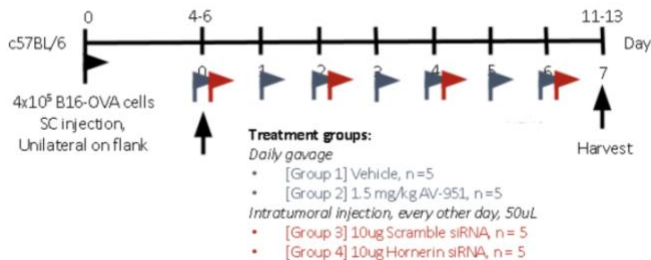 0 4-6 11-13
c57BL/6 Day
0 1 2 3 4 5 6 7
4x10⁵ B16-OVA cells
SC injection,
Unilateral on flank
Harvest
Treatment groups:
Daily gavage
• [Group 1] Vehicle, n=5
• [Group 2] 1.5 mg/kg AV-951, n=5
Intratumoral injection, every other day, 50uL
• [Group 3] 10ug Scramble siRNA, n= 5
• [Group 4] 10ug Hornerin siRNA, n= 5